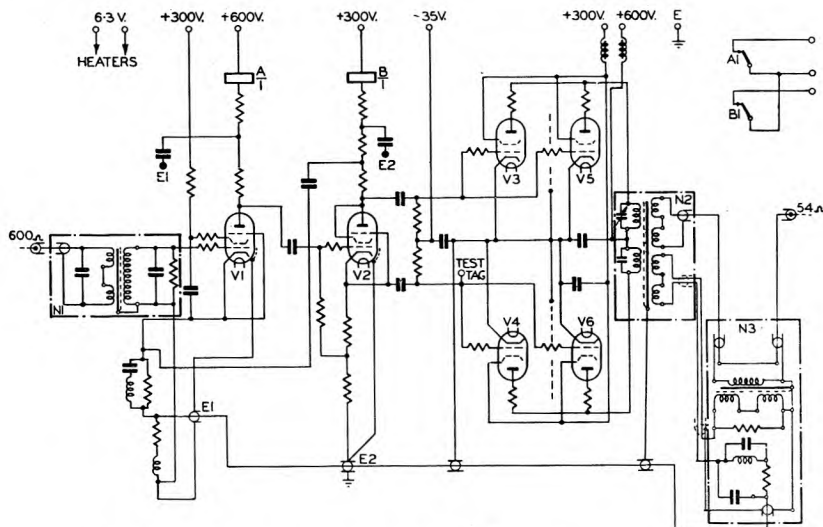 6·3 V. +300V. +600V. +300V. -35V. +300V. +600V. E
HEATERS
A
1
B
1
A1
B1
E1
E2
V3
V5
600Ω
N1
V1
V2
TEST
TAG
V4
V6
N2
54Ω
N3
E1
E2